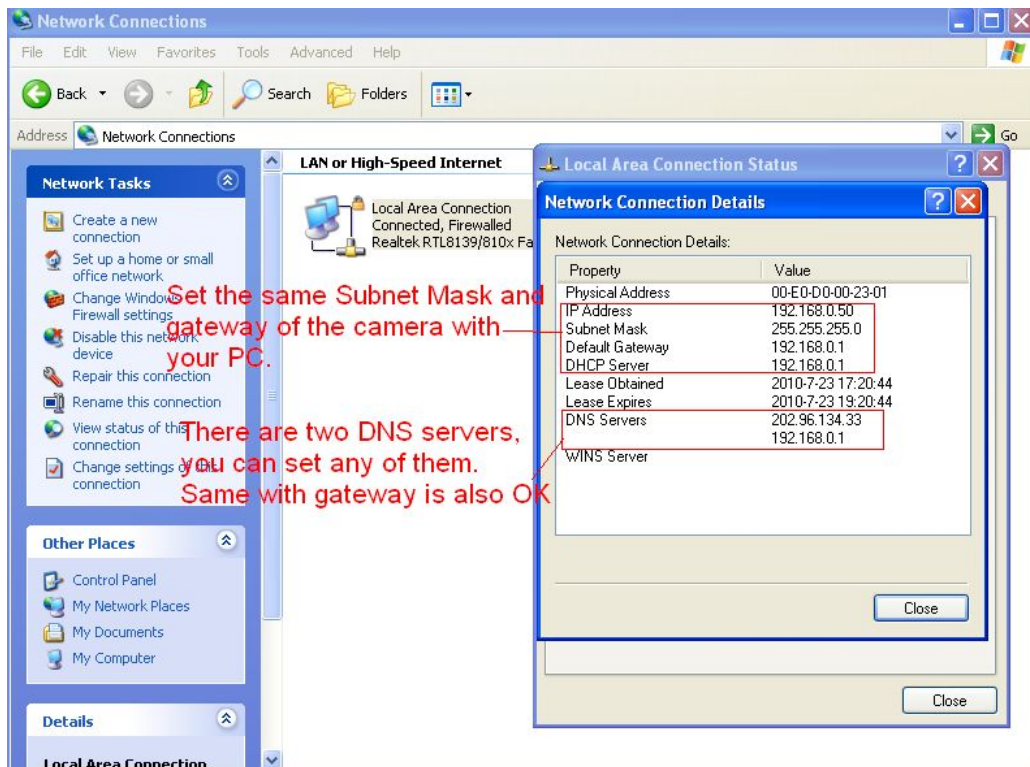 Network Connections
File Edit View Favorites Tools Advanced Help
Back Search Folders
Address Network Connections Go
Network Tasks
Create a new
connection
Set up a home or small
office network
Change Windows
Firewall settings
Disable this network
device
Repair this connection
Rename this connection
View status of this
connection
Change settings of this
connection
Other Places
Control Panel
My Network Places
My Documents
My Computer
Details
Local Area Connection
LAN or High-Speed Internet
Local Area Connection
Connected, Firewalled
Realtek RTL8139/810x Fa
Set the same Subnet Mask and
gateway of the camera with
your PC.
There are two DNS servers,
you can set any of them.
Same with gateway is also OK
Local Area Connection Status
Network Connection Details
Network Connection Details:
Property Value
Physical Address 00-E0-D0-00-23-01
IP Address 192.168.0.50
Subnet Mask 255.255.255.0
Default Gateway 192.168.0.1
DHCP Server 192.168.0.1
Lease Obtained 2010-7-23 17:20:44
Lease Expires 2010-7-23 19:20:44
DNS Servers 202.96.134.33
192.168.0.1
WINS Server
Close
Close